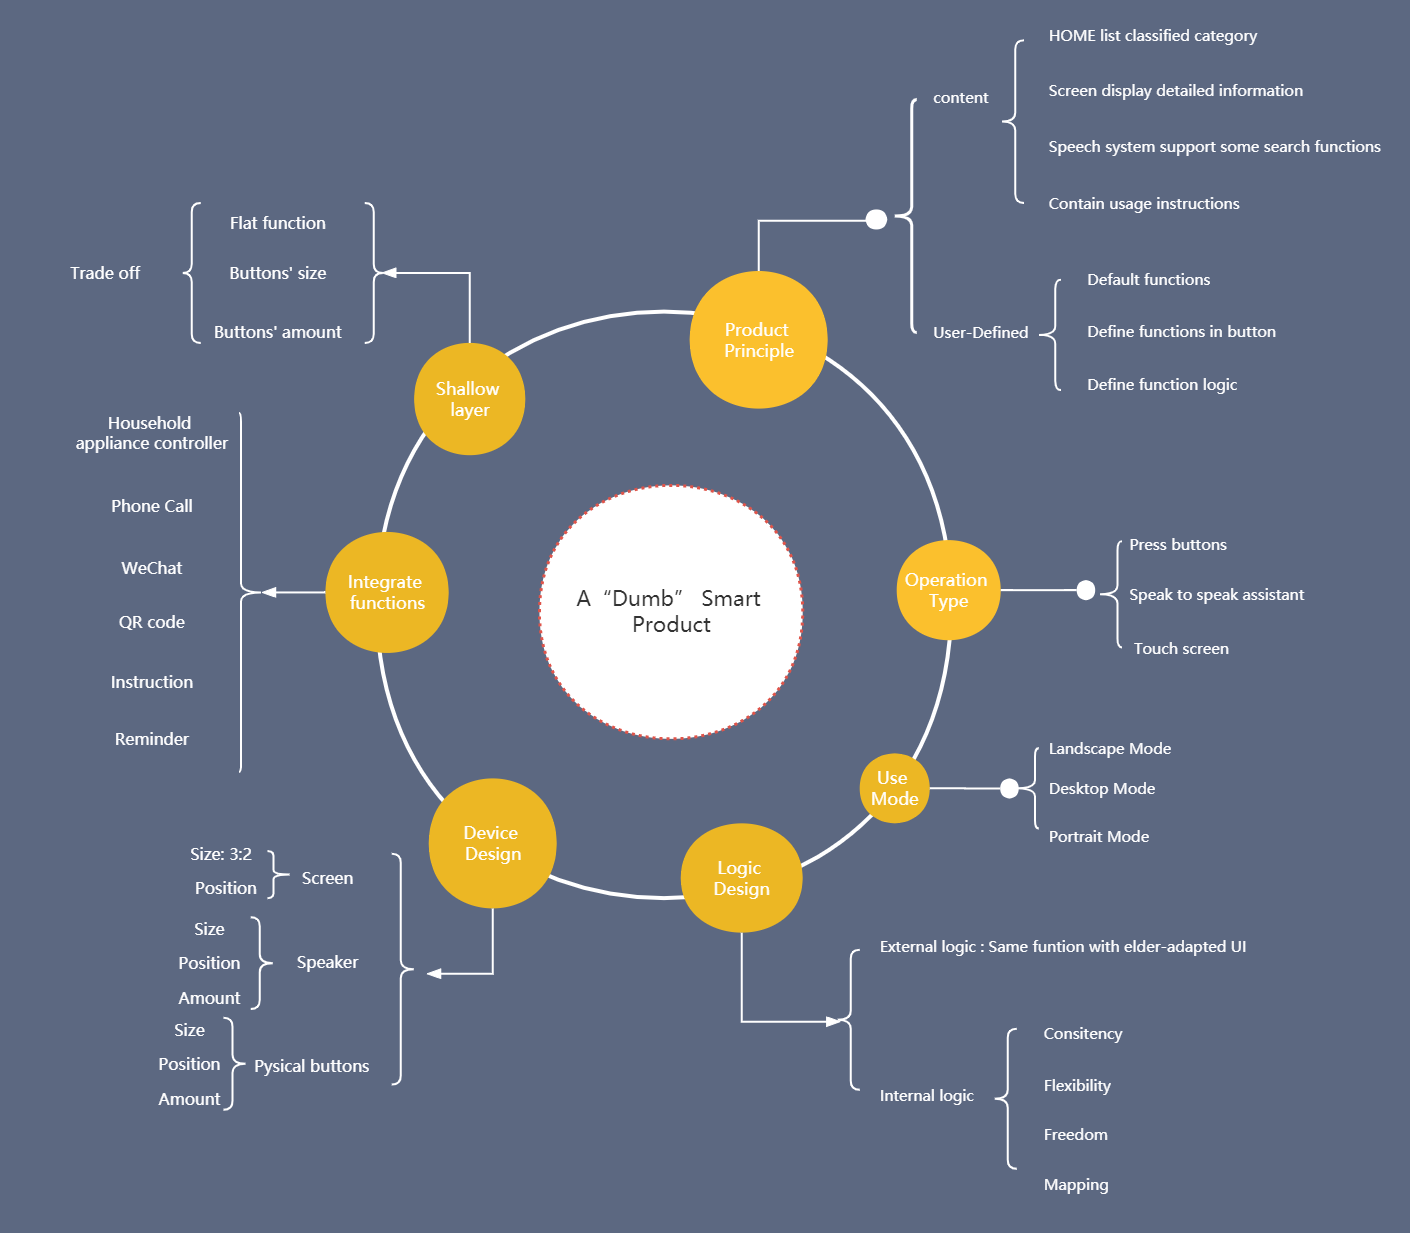 HOME list classified category
Screen display detailed information
content
Speech system support some search functions
Contain usage instructions
Default functions
User-Defined
Define functions in button
Define function logic
Product
Principle
Flat function
Trade off
Buttons' size
Buttons' amount
Shallow
layer
Household
appliance controller
Phone Call
WeChat
QR code
Instruction
Reminder
Integrate
functions
A “Dumb” Smart
Product
Operation
Type
Press buttons
Speak to speak assistant
Touch screen
Use
Mode
Landscape Mode
Desktop Mode
Portrait Mode
Device
Design
Size: 3:2
Position
Screen
Size
Position
Amount
Speaker
Size
Position
Amount
Pysical buttons
Logic
Design
External logic : Same funtion with elder-adapted UI
Internal logic
Consitency
Flexibility
Freedom
Mapping